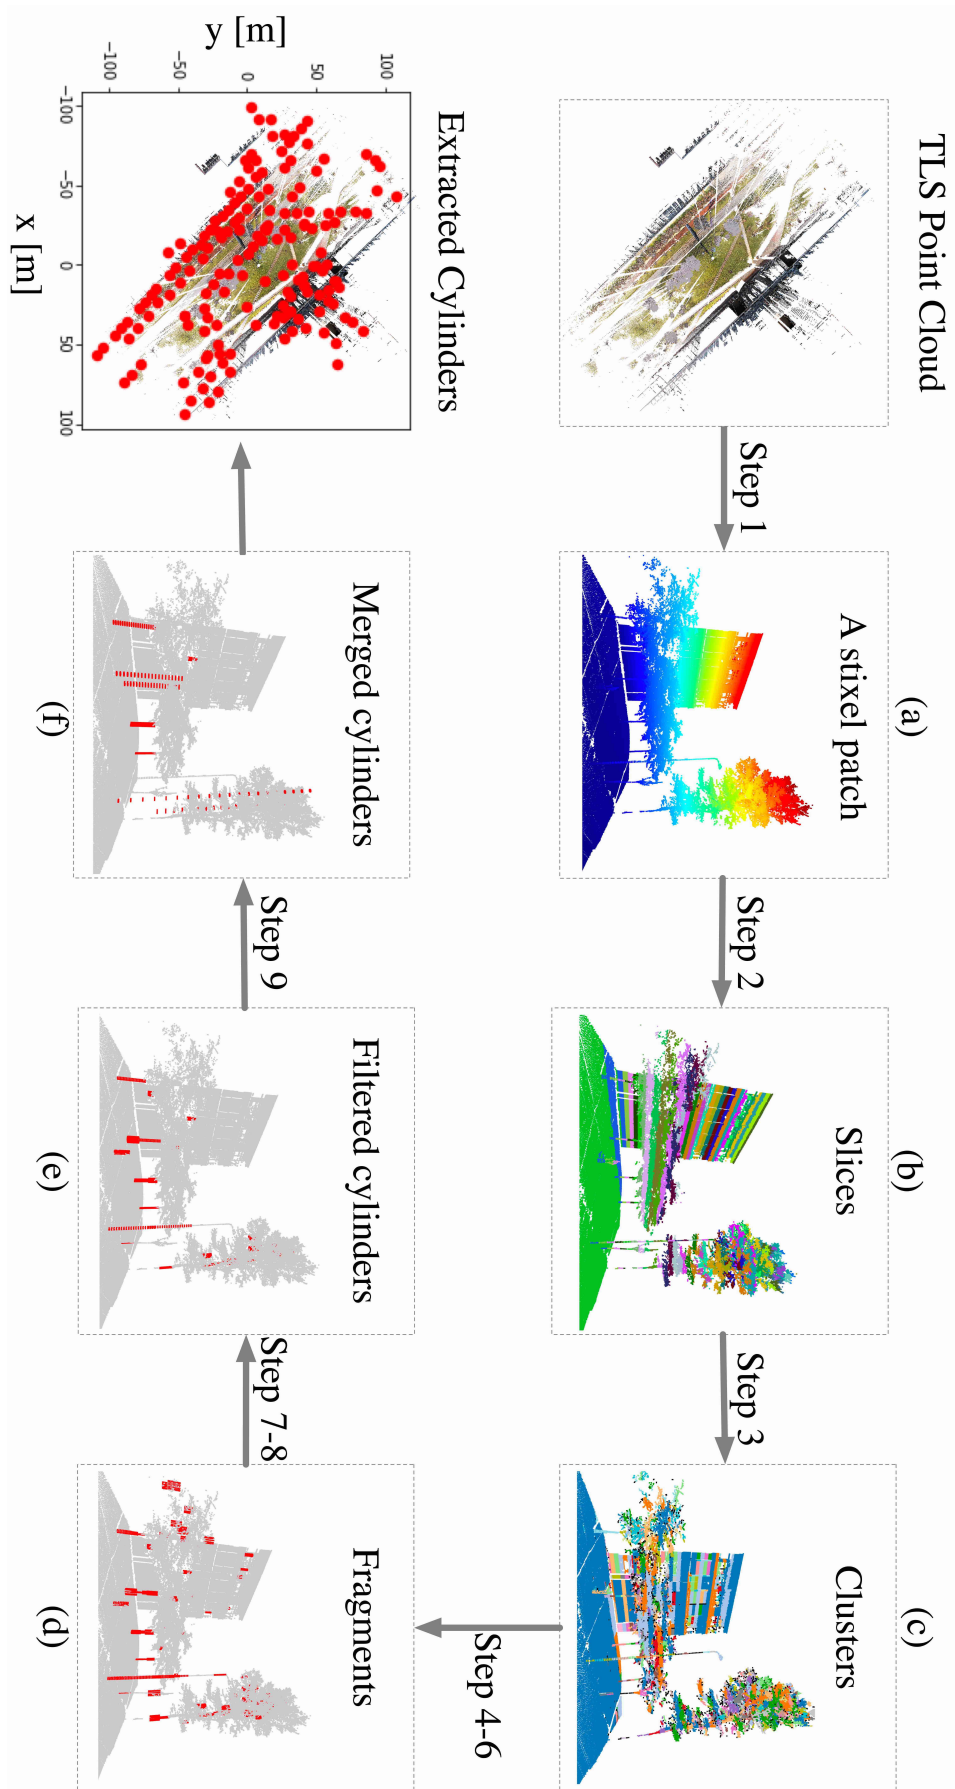 TLS Point Cloud
Step 1
(a)
A stixel patch
Step 2
(b)
Slices
Step 3
(c)
Clusters
Step 4-6
Fragments
(d)
Step 7-8
Filtered cylinders
(e)
Step 9
Merged cylinders
(f)
Extracted Cylinders
y [m]
100
50
0
−50
−100
−100
−50
0
50
100
x [m]